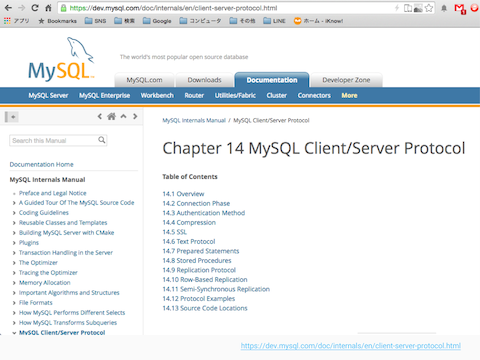 https://dev.mysql.com/doc/internals/en/client-server-protocol.html
アプリ Bookmarks SNS Google コンピュータ その他 LINE ホーム - iKnow!
MySQL
The world's most popular open source database
MySQL.com Downloads Documentation Developer Zone
MySQL Server MySQL Enterprise Workbench Router Utilities/Fabric Cluster Connectors More
MySQL Internals Manual / MySQL Client/Server Protocol
Search this Manual
Chapter 14 MySQL Client/Server Protocol
Documentation Home
MySQL Internals Manual
Preface and Legal Notice
A Guided Tour Of The MySQL Source Code
Coding Guidelines
Reusable Classes and Templates
Building MySQL Server with CMake
Plugins
Transaction Handling in the Server
The Optimizer
Tracing the Optimizer
Memory Allocation
Important Algorithms and Structures
File Formats
How MySQL Performs Different Selects
How MySQL Transforms Subqueries
MySQL Client/Server Protocol
Table of Contents
14.1 Overview
14.2 Connection Phase
14.3 Authentication Method
14.4 Compression
14.5 SSL
14.6 Text Protocol
14.7 Prepared Statements
14.8 Stored Procedures
14.9 Replication Protocol
14.10 Row-Based Replication
14.11 Semi-Synchronous Replication
14.12 Protocol Examples
14.13 Source Code Locations
https://dev.mysql.com/doc/internals/en/client-server-protocol.html